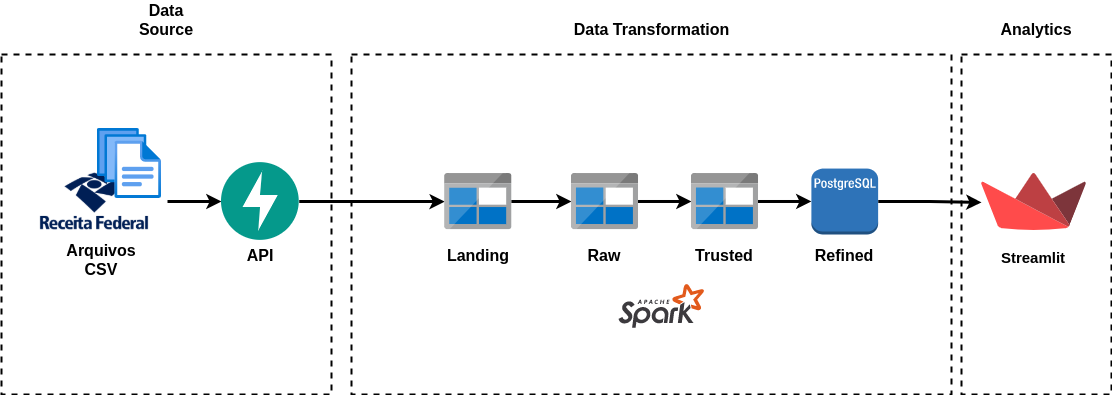 Data
Source
Data Transformation
Analytics
Receita Federal
Arquivos
CSV
API
Landing
Raw
Trusted
PostgreSQL
Refined
Streamlit
APACHE
Spark